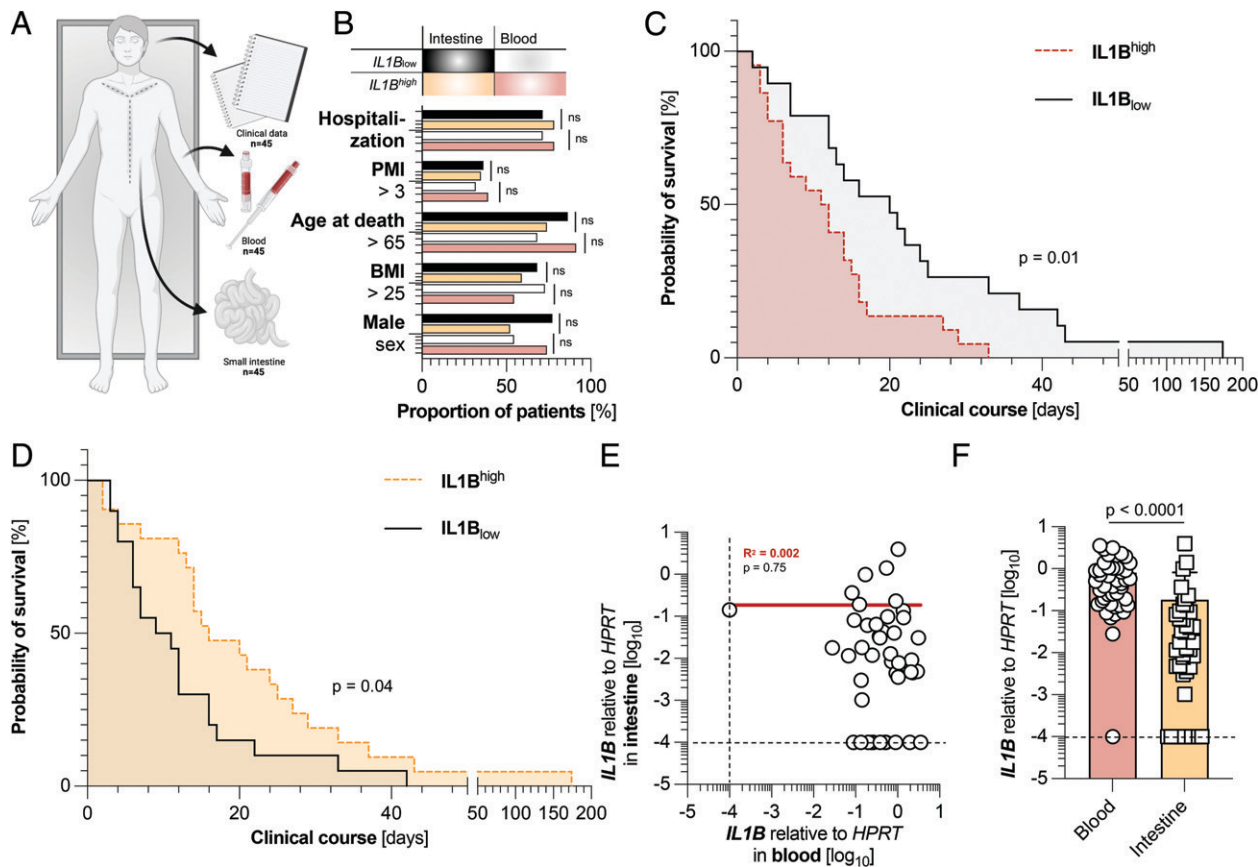 A
Clinical data
n=45
Blood
n=45
Small intestine
n=45
B
Intestine Blood
IL1Blow
IL1Bhigh
Hospitali-
zation
ns
ns
PMI
> 3
ns
ns
Age at death
> 65
ns
ns
BMI
> 25
ns
ns
Male
sex
ns
ns
0 50 100
Proportion of patients [%]
C
Probability of survival [%]
100
50
0
IL1Bhigh
IL1Blow
p = 0.01
0 20 40 50 100 150 200
Clinical course [days]
D
Probability of survival [%]
100
50
0
IL1Bhigh
IL1Blow
p = 0.04
0 20 40 50 100 150 200
Clinical course [days]
E
IL1B relative to HPRT
in intestine [log10]
1
0
-1
-2
-3
-4
-5
R² = 0.002
p = 0.75
-5 -4 -3 -2 -1 0 1
IL1B relative to HPRT
in blood [log10]
F
p < 0.0001
IL1B relative to HPRT [log10]
1
0
-1
-2
-3
-4
-5
Blood
Intestine